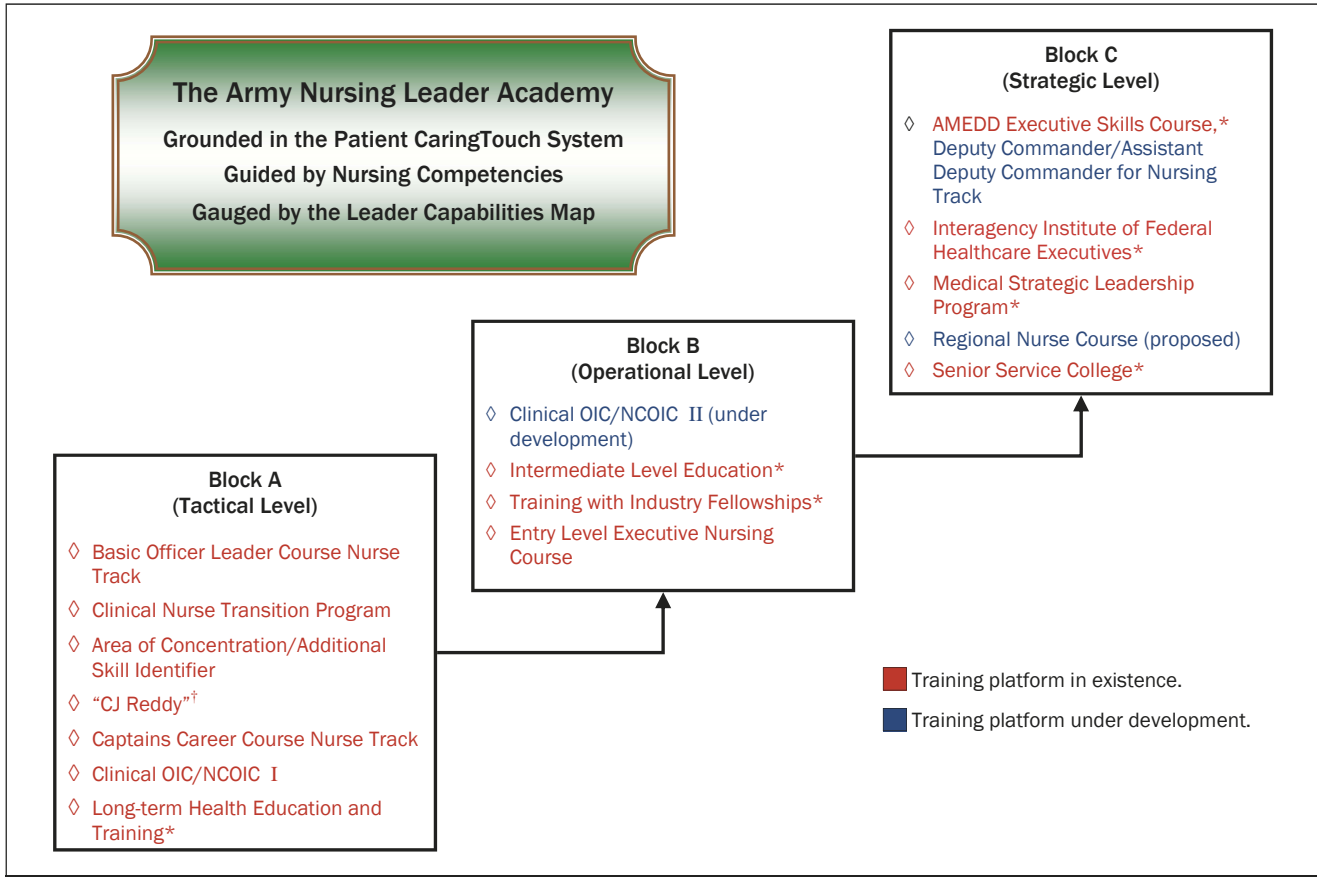 The Army Nursing Leader Academy
Grounded in the Patient CaringTouch System
Guided by Nursing Competencies
Gauged by the Leader Capabilities Map
Block A
(Tactical Level)
◊ Basic Officer Leader Course Nurse
Track
◊ Clinical Nurse Transition Program
◊ Area of Concentration/Additional
Skill Identifier
◊ “CJ Reddy”†
◊ Captains Career Course Nurse Track
◊ Clinical OIC/NCOIC I
◊ Long-term Health Education and
Training*
Block B
(Operational Level)
◊ Clinical OIC/NCOIC II (under
development)
◊ Intermediate Level Education*
◊ Training with Industry Fellowships*
◊ Entry Level Executive Nursing
Course
Block C
(Strategic Level)
◊ AMEDD Executive Skills Course,*
Deputy Commander/Assistant
Deputy Commander for Nursing
Track
◊ Interagency Institute of Federal
Healthcare Executives*
◊ Medical Strategic Leadership
Program*
◊ Regional Nurse Course (proposed)
◊ Senior Service College*
Training platform in existence.
Training platform under development.